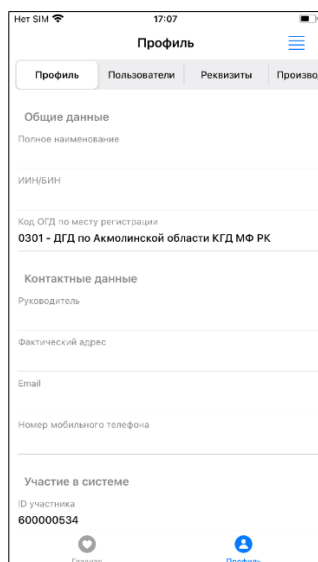 Нет SIM 17:07
Профиль
Профиль Пользователи Реквизиты Произво
Общие данные
Полное наименование
ИИН/БИН
Код ОГД по месту регистрации
0301 - ДГД по Акмолинской области КГД МФ РК
Контактные данные
Руководитель
Фактический адрес
Email
Номер мобильного телефона
Участие в системе
ID участника
600000534
Главная Профиль